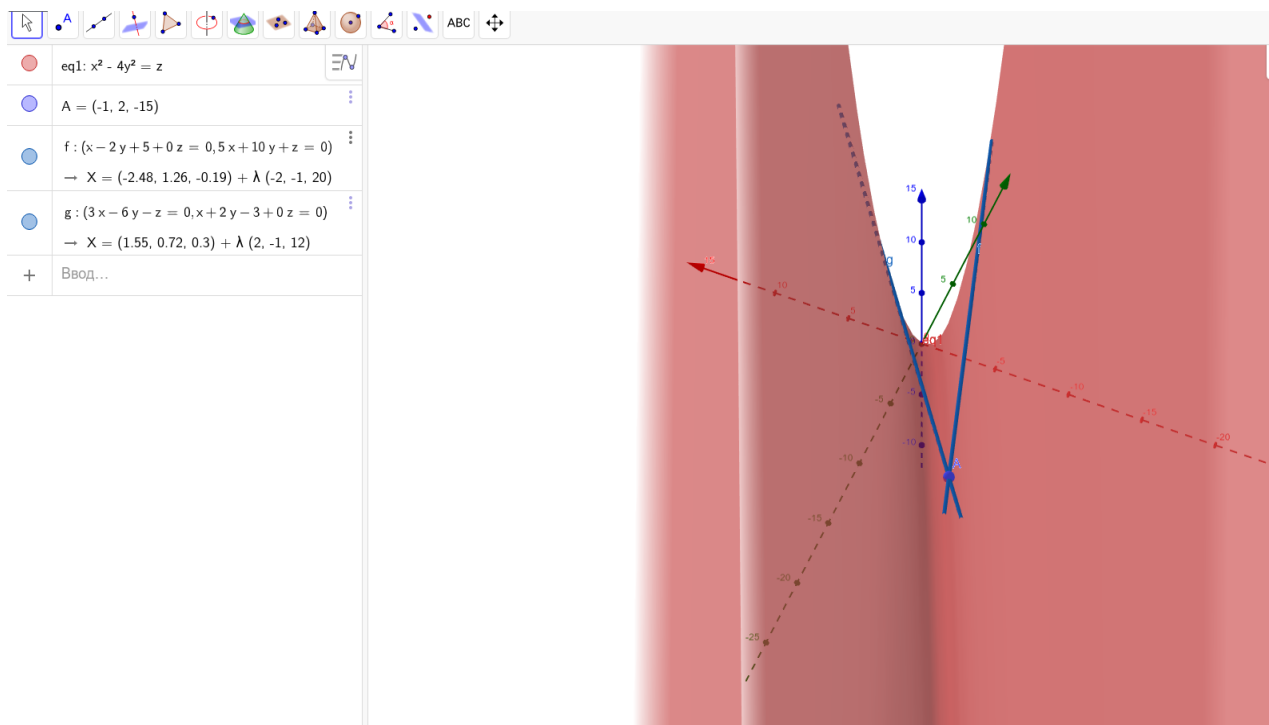 A
α
ABC
eq1: x² - 4y² = z
A = (-1, 2, -15)
f : (x − 2 y + 5 + 0 z = 0, 5 x + 10 y + z = 0)
→ X = (-2.48, 1.26, -0.19) + λ (-2, -1, 20)
g : (3 x − 6 y − z = 0, x + 2 y − 3 + 0 z = 0)
→ X = (1.55, 0.72, 0.3) + λ (2, -1, 12)
+ Ввод...
15
10
10
g
f
5
5
10
5
eq1
-5
-5
-5
-10
-10
-10
A
-15
-15
-20
-20
-25